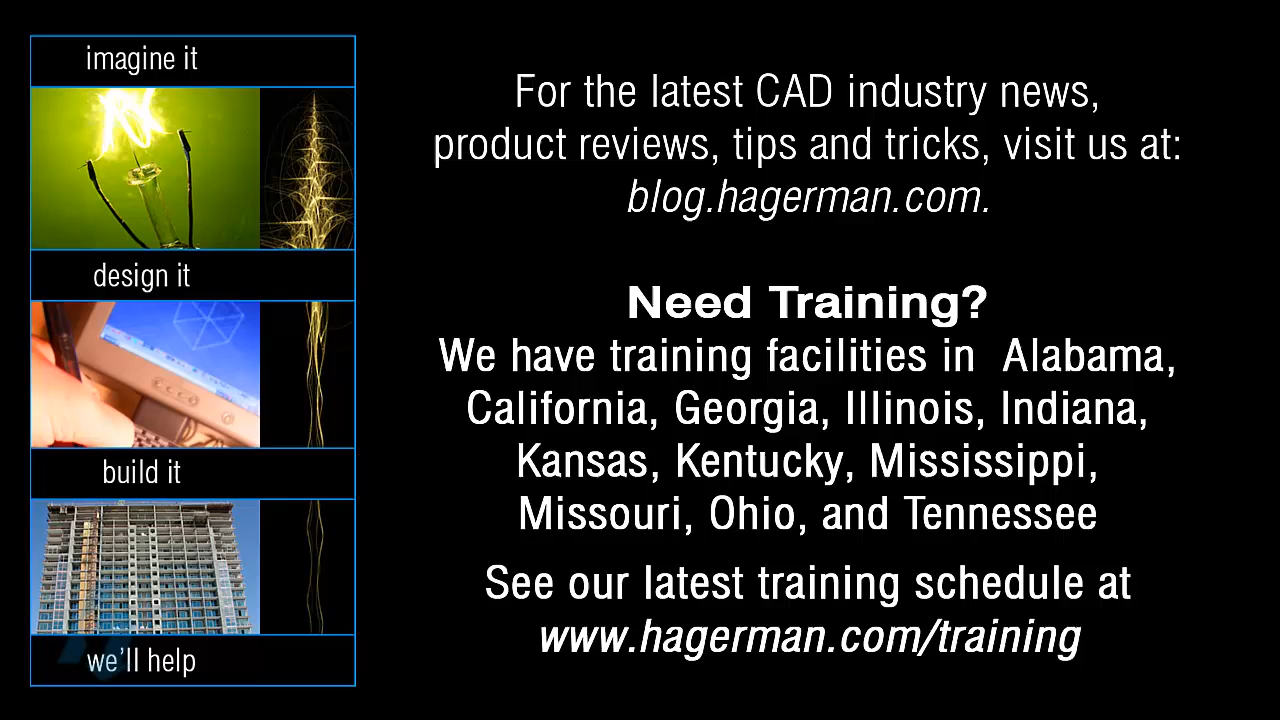 imagine it
design it
build it
we'll help
For the latest CAD industry news,
product reviews, tips and tricks, visit us at:
blog.hagerman.com.
Need Training?
We have training facilities in  Alabama,
California, Georgia, Illinois, Indiana,
Kansas, Kentucky, Mississippi,
Missouri, Ohio, and Tennessee
See our latest training schedule at
www.hagerman.com/training